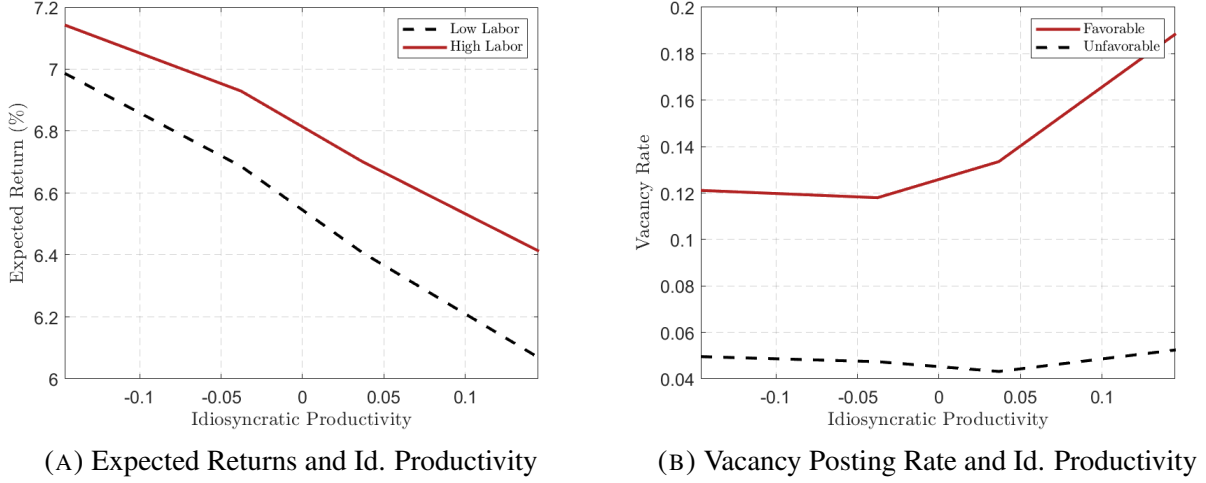 7.2
7
6.8
6.6
6.4
6.2
6
Expected Return (%)
Low Labor
High Labor
-0.1
-0.05
0
0.05
0.1
Idiosyncratic Productivity
(A) Expected Returns and Id. Productivity
0.2
0.18
0.16
0.14
0.12
0.1
0.08
0.06
0.04
Vacancy Rate
Favorable
Unfavorable
-0.1
-0.05
0
0.05
0.1
Idiosyncratic Productivity
(B) Vacancy Posting Rate and Id. Productivity